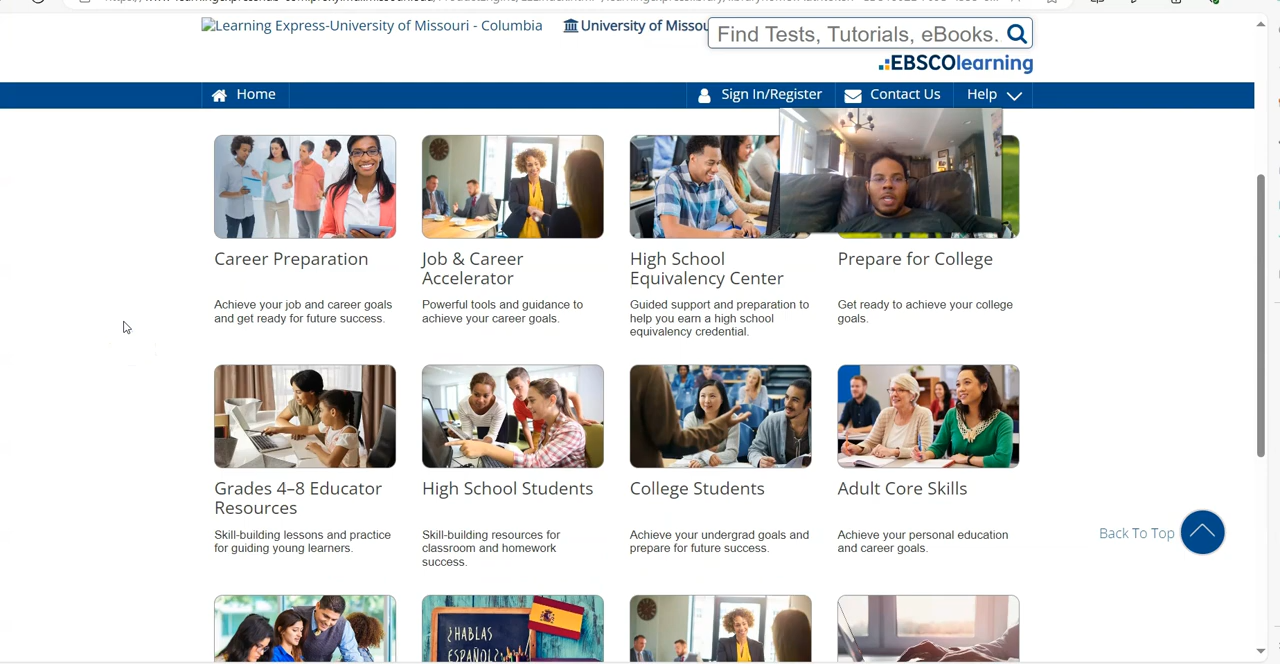 Learning Express-University of Missouri - Columbia
University of Missou
Find Tests, Tutorials, eBooks.
EBSCOlearning
Home
Sign In/Register
Contact Us
Help
Career Preparation
Achieve your job and career goals
and get ready for future success.
Job & Career
Accelerator
Powerful tools and guidance to
achieve your career goals.
High School
Equivalency Center
Guided support and preparation to
help you earn a high school
equivalency credential.
Prepare for College
Get ready to achieve your college
goals.
Grades 4–8 Educator
Resources
Skill-building lessons and practice
for guiding young learners.
High School Students
Skill-building resources for
classroom and homework
success.
College Students
Achieve your undergrad goals and
prepare for future success.
Adult Core Skills
Achieve your personal education
and career goals.
Back To Top
¿HABLAS
ESPAÑOL?